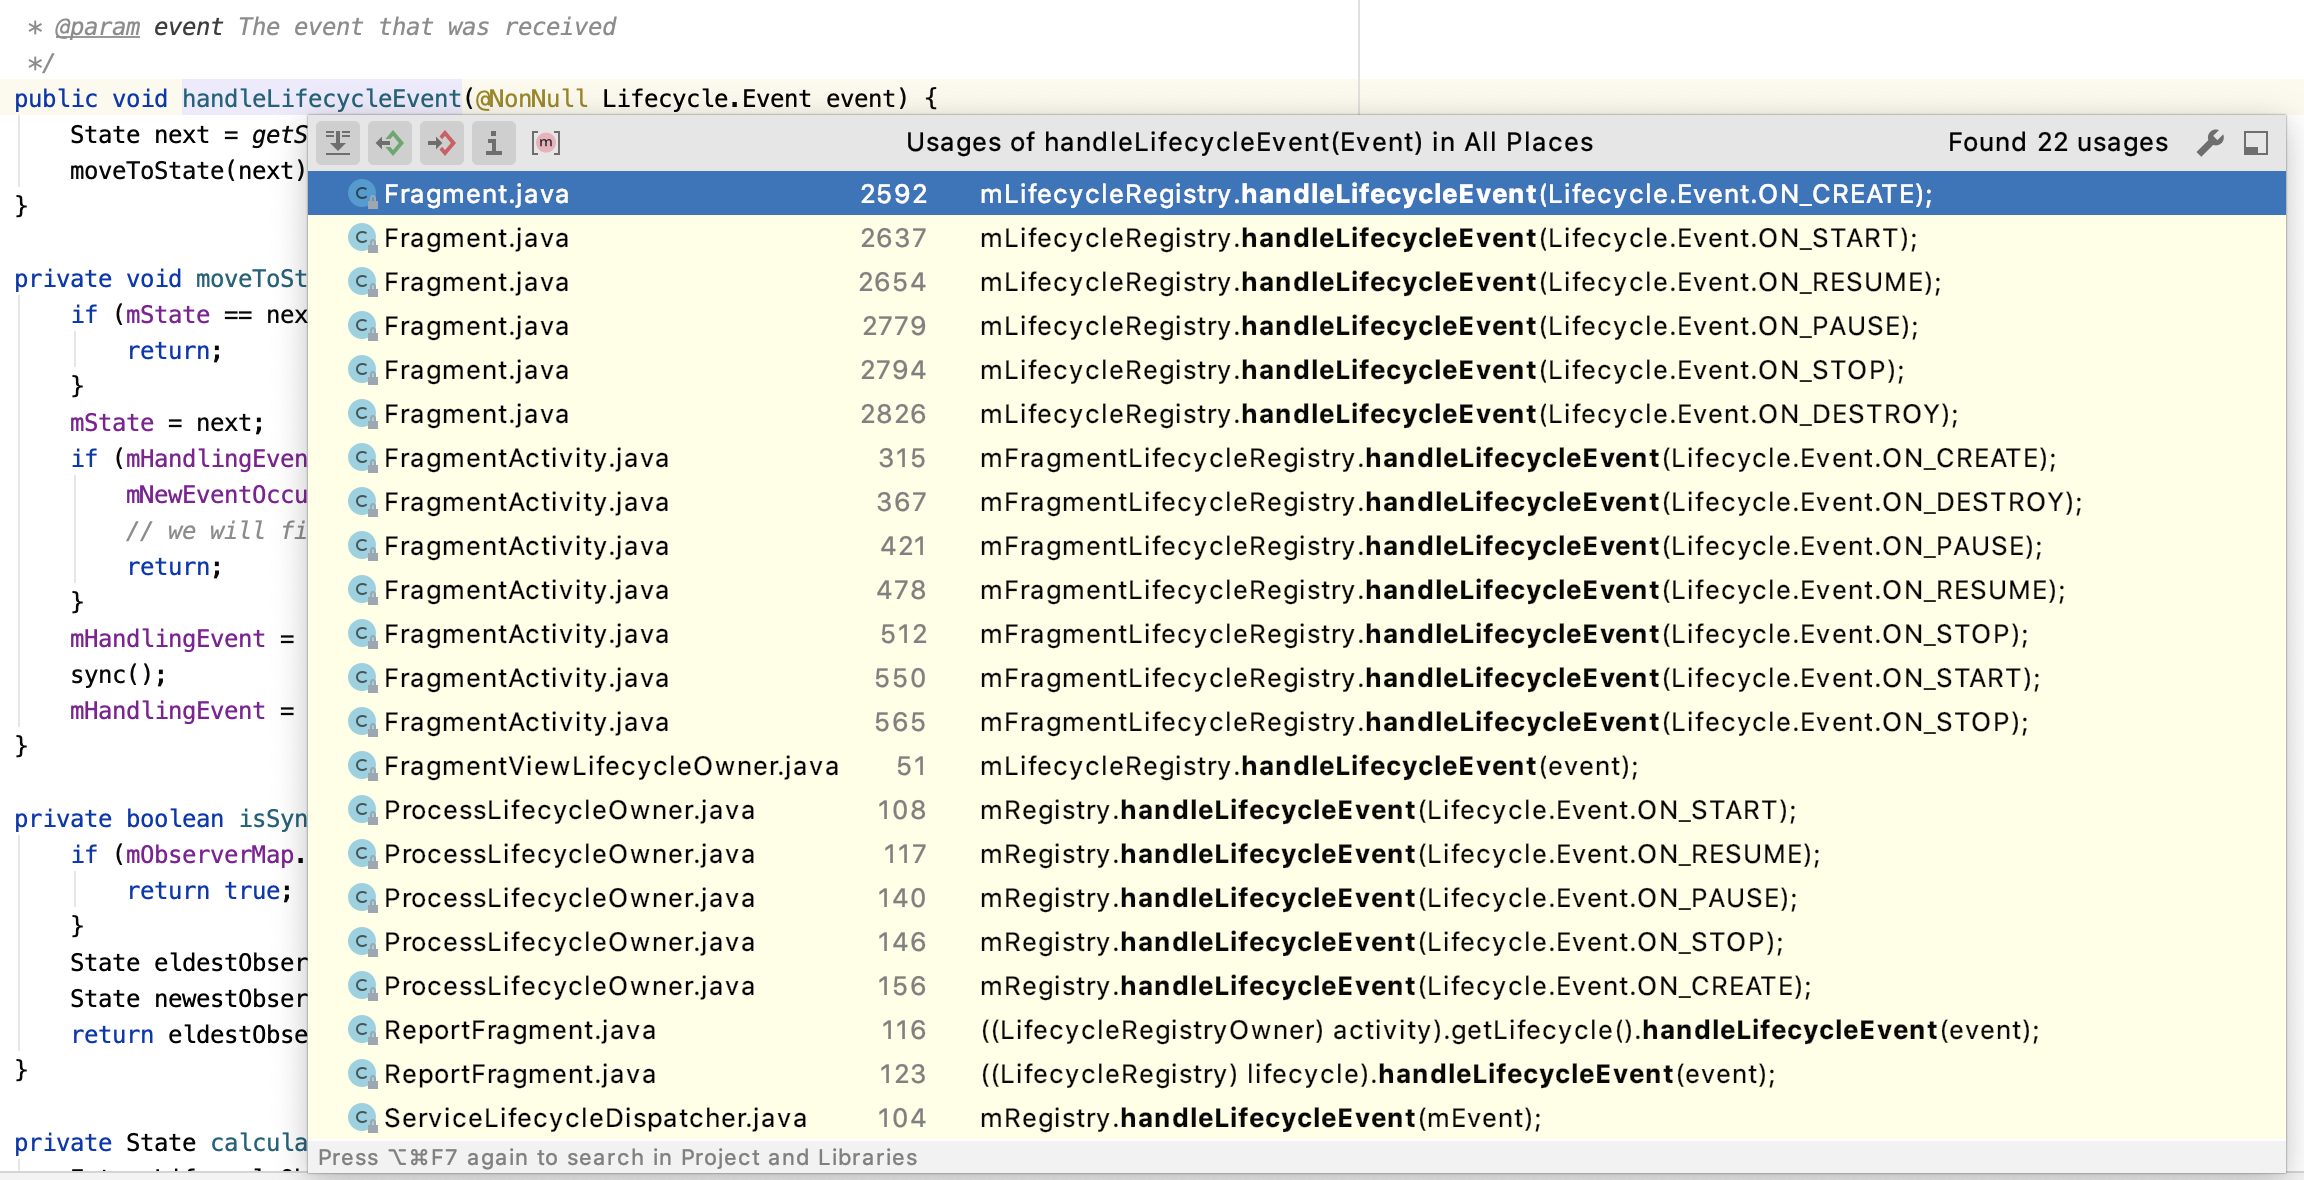 * @param event The event that was received
*/
public void handleLifecycleEvent(@NonNull Lifecycle.Event event) {
State next = getS
moveToState(next)
}
private void moveToSt
if (mState == nex
return;
}
mState = next;
if (mHandlingEven
mNewEventOccu
// we will fi
return;
}
mHandlingEvent =
sync();
mHandlingEvent =
}
private boolean isSyn
if (mObserverMap.
return true;
}
State eldestObser
State newestObser
return eldestObse
}
private State calcula
Usages of handleLifecycleEvent(Event) in All Places Found 22 usages
Fragment.java 2592 mLifecycleRegistry.handleLifecycleEvent(Lifecycle.Event.ON_CREATE);
Fragment.java 2637 mLifecycleRegistry.handleLifecycleEvent(Lifecycle.Event.ON_START);
Fragment.java 2654 mLifecycleRegistry.handleLifecycleEvent(Lifecycle.Event.ON_RESUME);
Fragment.java 2779 mLifecycleRegistry.handleLifecycleEvent(Lifecycle.Event.ON_PAUSE);
Fragment.java 2794 mLifecycleRegistry.handleLifecycleEvent(Lifecycle.Event.ON_STOP);
Fragment.java 2826 mLifecycleRegistry.handleLifecycleEvent(Lifecycle.Event.ON_DESTROY);
FragmentActivity.java 315 mFragmentLifecycleRegistry.handleLifecycleEvent(Lifecycle.Event.ON_CREATE);
FragmentActivity.java 367 mFragmentLifecycleRegistry.handleLifecycleEvent(Lifecycle.Event.ON_DESTROY);
FragmentActivity.java 421 mFragmentLifecycleRegistry.handleLifecycleEvent(Lifecycle.Event.ON_PAUSE);
FragmentActivity.java 478 mFragmentLifecycleRegistry.handleLifecycleEvent(Lifecycle.Event.ON_RESUME);
FragmentActivity.java 512 mFragmentLifecycleRegistry.handleLifecycleEvent(Lifecycle.Event.ON_STOP);
FragmentActivity.java 550 mFragmentLifecycleRegistry.handleLifecycleEvent(Lifecycle.Event.ON_START);
FragmentActivity.java 565 mFragmentLifecycleRegistry.handleLifecycleEvent(Lifecycle.Event.ON_STOP);
FragmentViewLifecycleOwner.java 51 mLifecycleRegistry.handleLifecycleEvent(event);
ProcessLifecycleOwner.java 108 mRegistry.handleLifecycleEvent(Lifecycle.Event.ON_START);
ProcessLifecycleOwner.java 117 mRegistry.handleLifecycleEvent(Lifecycle.Event.ON_RESUME);
ProcessLifecycleOwner.java 140 mRegistry.handleLifecycleEvent(Lifecycle.Event.ON_PAUSE);
ProcessLifecycleOwner.java 146 mRegistry.handleLifecycleEvent(Lifecycle.Event.ON_STOP);
ProcessLifecycleOwner.java 156 mRegistry.handleLifecycleEvent(Lifecycle.Event.ON_CREATE);
ReportFragment.java 116 ((LifecycleRegistryOwner) activity).getLifecycle().handleLifecycleEvent(event);
ReportFragment.java 123 ((LifecycleRegistry) lifecycle).handleLifecycleEvent(event);
ServiceLifecycleDispatcher.java 104 mRegistry.handleLifecycleEvent(mEvent);
Press ⌥⌘F7 again to search in Project and Libraries